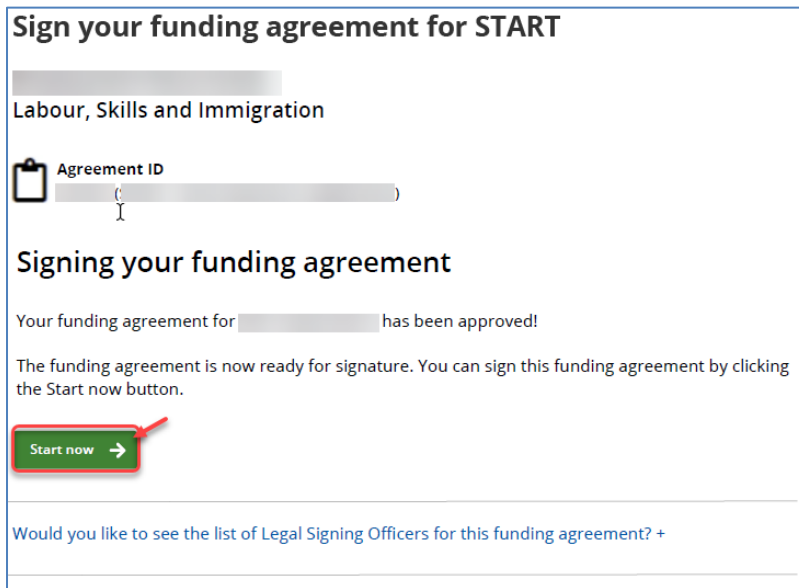 Sign your funding agreement for START
Labour, Skills and Immigration
Agreement ID
( )
Signing your funding agreement
Your funding agreement for has been approved!
The funding agreement is now ready for signature. You can sign this funding agreement by clicking
the Start now button.
Start now
Would you like to see the list of Legal Signing Officers for this funding agreement? +